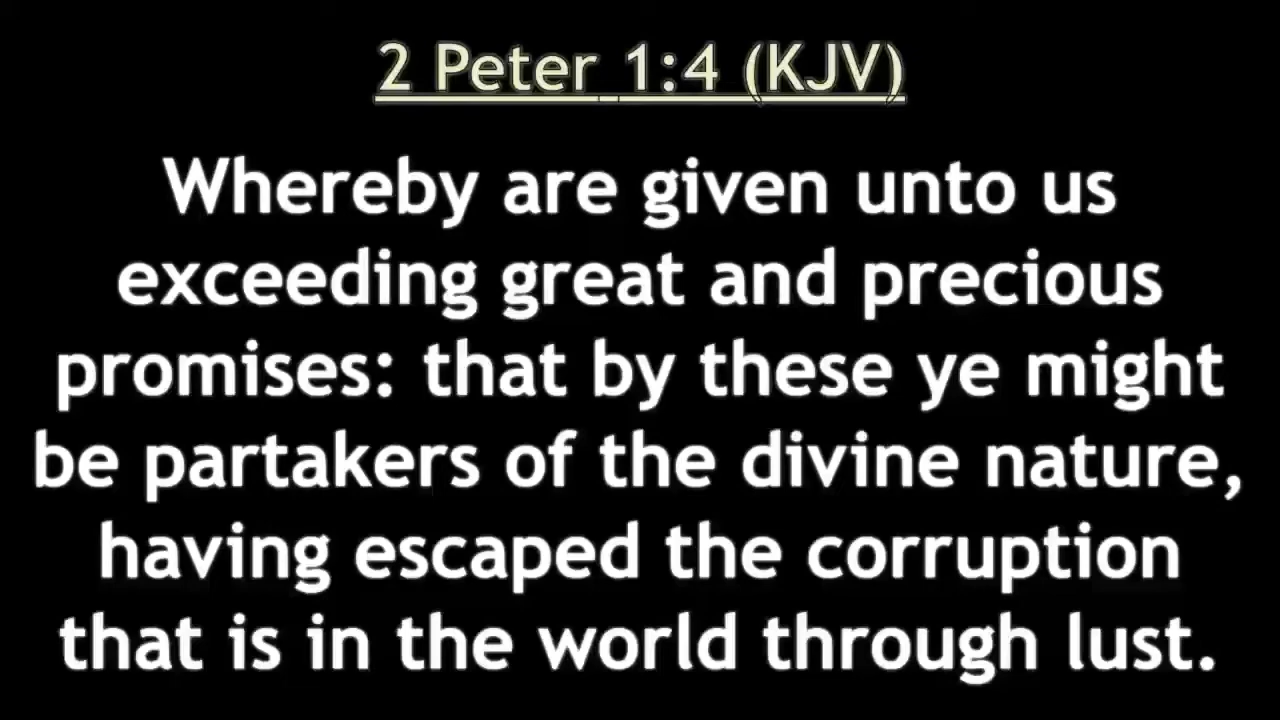 2 Peter 1:4 (KJV)
Whereby are given unto us
exceeding great and precious
promises: that by these ye might
be partakers of the divine nature,
having escaped the corruption
that is in the world through lust.